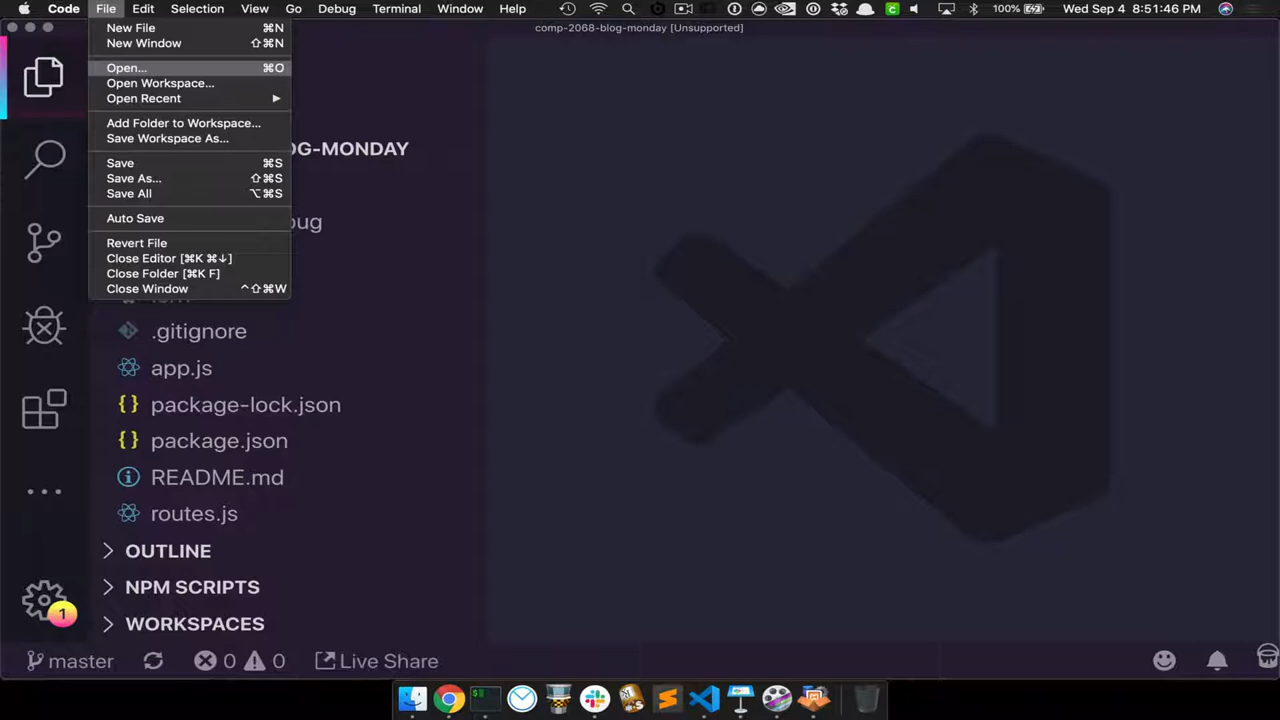 Code File Edit Selection View Go Debug Terminal Window Help 100% Wed Sep 4 8:51:46 PM
comp-2068-blog-monday [Unsupported]
New File ⌘N
New Window ⇧⌘N
Open... ⌘O
Open Workspace...
Open Recent
Add Folder to Workspace...
Save Workspace As...
Save ⌘S
Save As... ⇧⌘S
Save All ⌥⌘S
Auto Save
Revert File
Close Editor [⌘K ⌘↓]
Close Folder [⌘K F]
Close Window ^⇧⌘W
OG-MONDAY
ug
.gitignore
app.js
package-lock.json
package.json
README.md
routes.js
OUTLINE
NPM SCRIPTS
WORKSPACES
1
master 0 0 Live Share